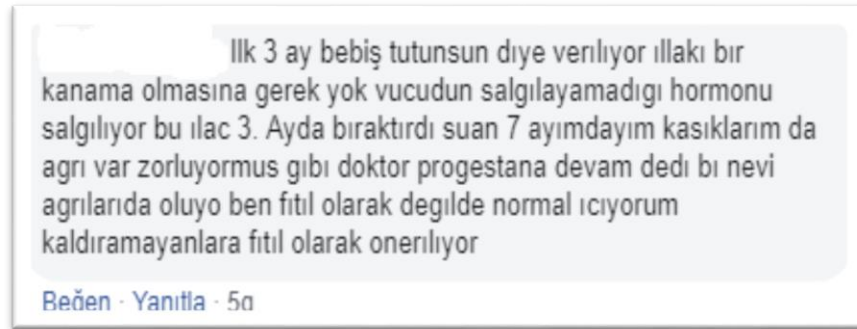 Ilk 3 ay bebiş tutunsun dıye verılıyor ıllakı bır
kanama olmasına gerek yok vucudun salgılayamadıgı hormonu
salgılıyor bu ılac 3. Ayda bıraktırdı suan 7 ayımdayım kasıklarım da
agrı var zorluyormus gıbı doktor progestana devam dedı bı nevi
agrılarıda oluyo ben fıtıl olarak degılde normal ıcıyorum
kaldıramayanlara fıtıl olarak onerılıyor
Beğen · Yanıtla · 5g